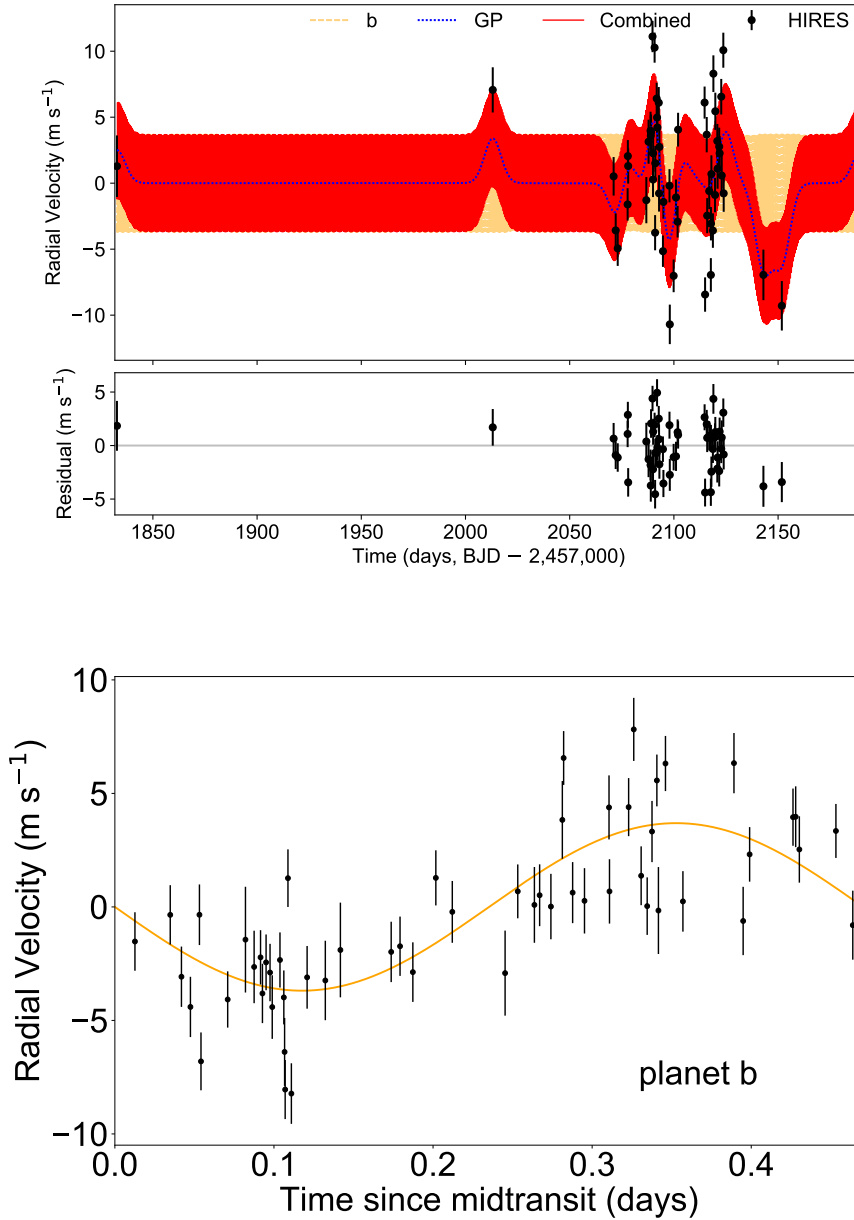 b GP Combined HIRES
10
5
0
−5
−10
Radial Velocity (m s⁻¹)
5
0
−5
Residual (m s⁻¹)
1850 1900 1950 2000 2050 2100 2150
Time (days, BJD − 2,457,000)
10
5
0
−5
−10
Radial Velocity (m s⁻¹)
planet b
0.0 0.1 0.2 0.3 0.4
Time since midtransit (days)